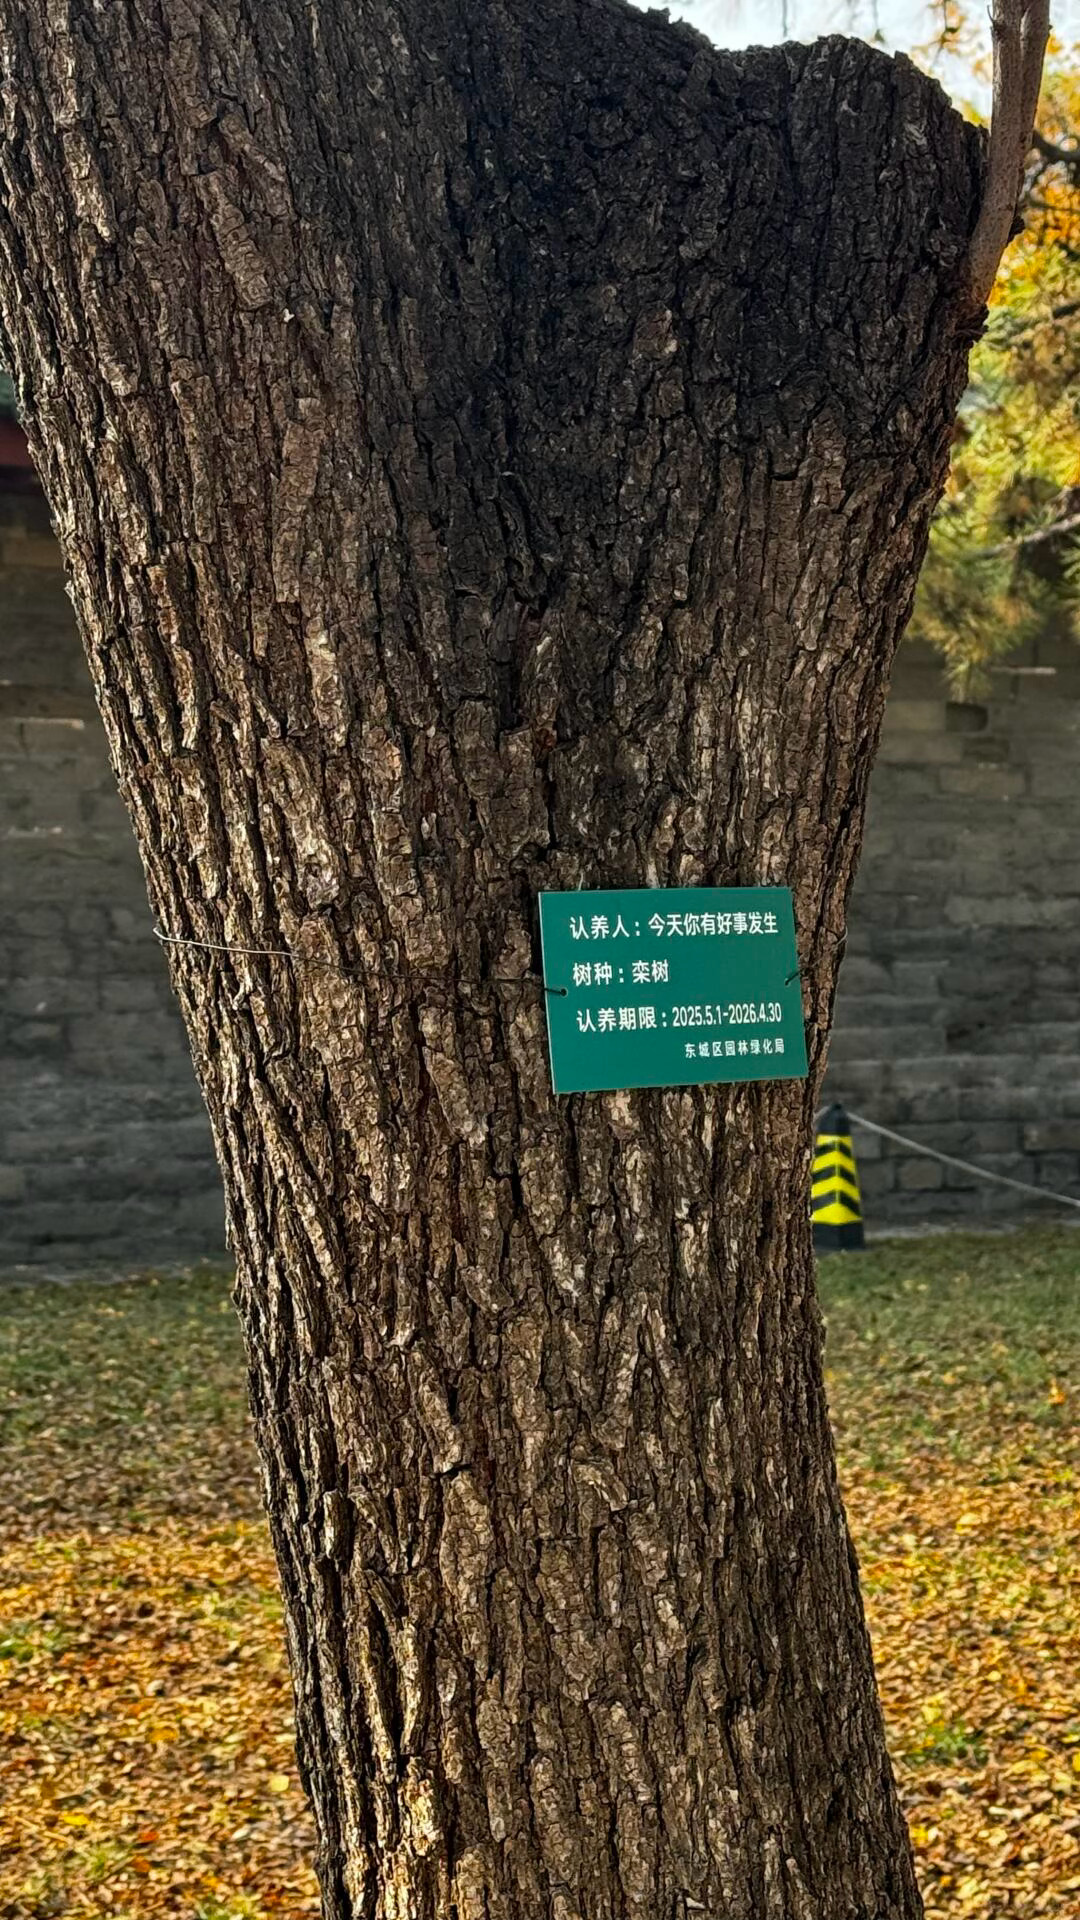 认养人：今天你有好事发生
树种：栾树
认养期限：2025.5.1-2026.4.30
东城区园林绿化局